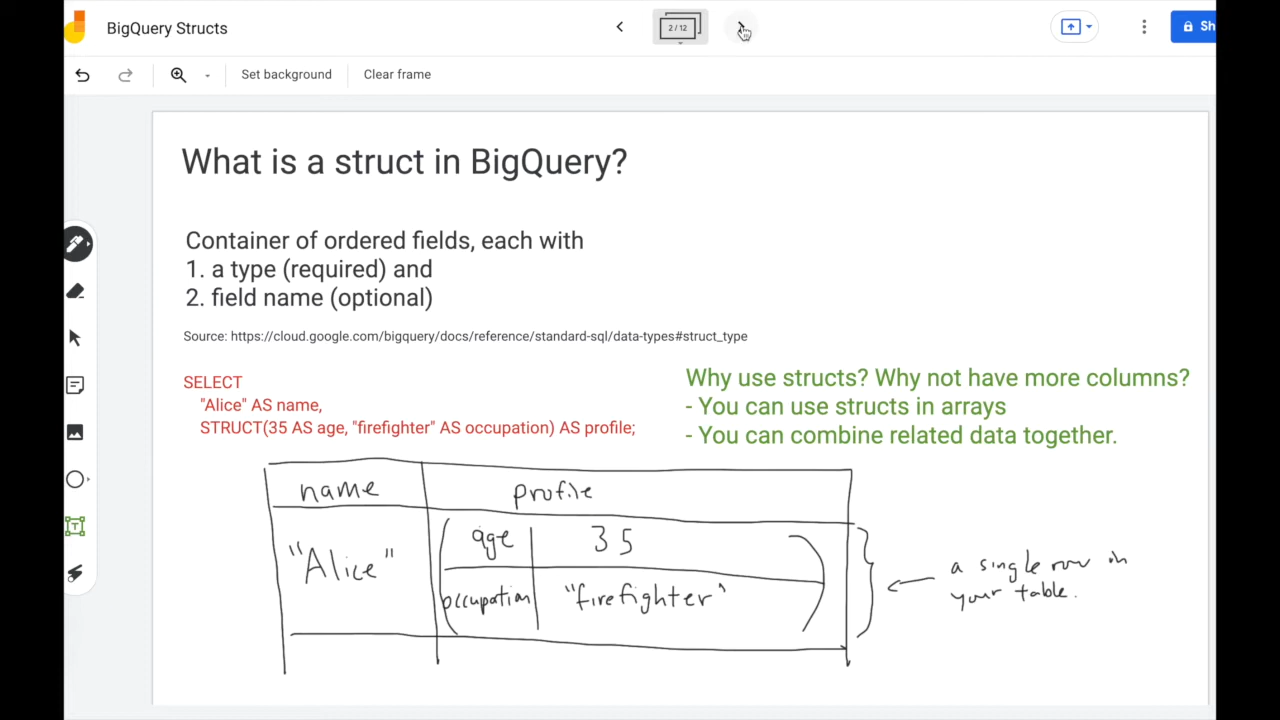 BigQuery Structs
2 / 12
Sh
Set background
Clear frame
What is a struct in BigQuery?
Container of ordered fields, each with
1. a type (required) and
2. field name (optional)
Source: https://cloud.google.com/bigquery/docs/reference/standard-sql/data-types#struct_type
SELECT
"Alice" AS name,
STRUCT(35 AS age, "firefighter" AS occupation) AS profile;
Why use structs? Why not have more columns?
- You can use structs in arrays
- You can combine related data together.
name profile
"Alice"
age 35
occupation "firefighter"
a single row in
your table.